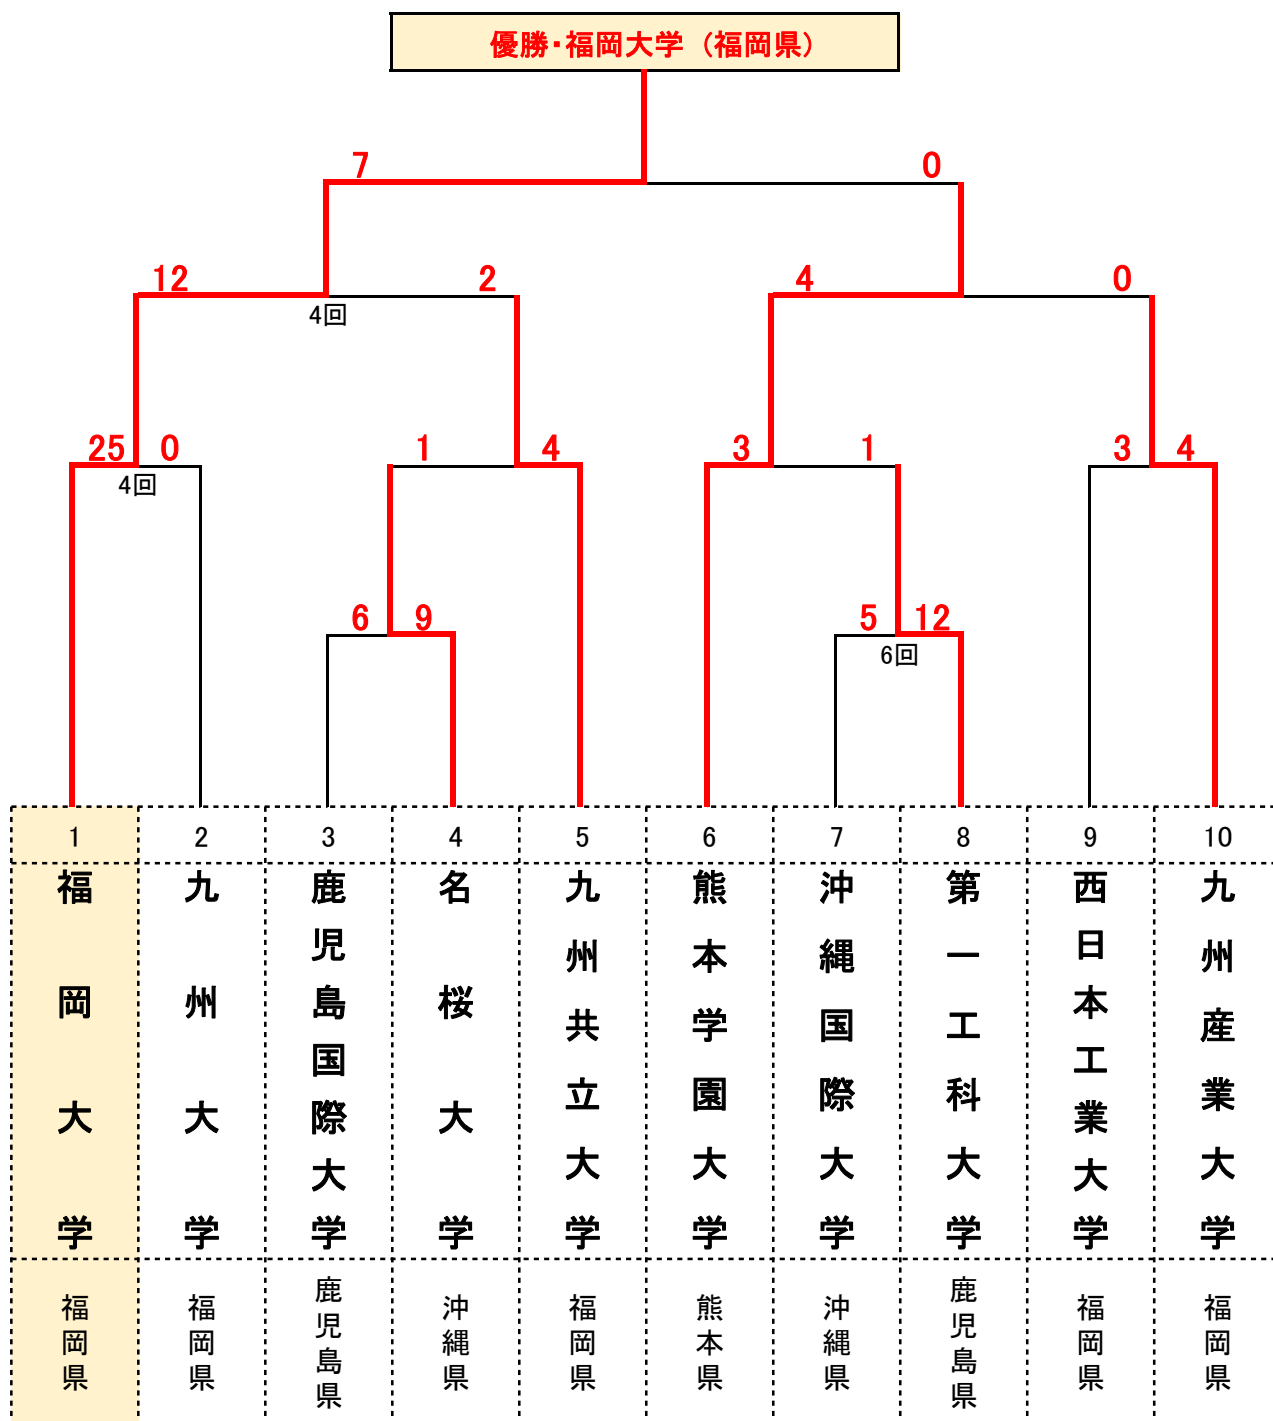 優勝・福岡大学（福岡県）
7 0
12 2 4 0
4回
25 0 1 4 3 1 3 4
4回
6 9 5 12
6回
1 2 3 4 5 6 7 8 9 10
福岡大学
九州大学
鹿児島国際大学
名桜大学
九州共立大学
熊本学園大学
沖縄国際大学
第一工科大学
西日本工業大学
九州産業大学
福岡県
福岡県
鹿児島県
沖縄県
福岡県
熊本県
沖縄県
鹿児島県
福岡県
福岡県